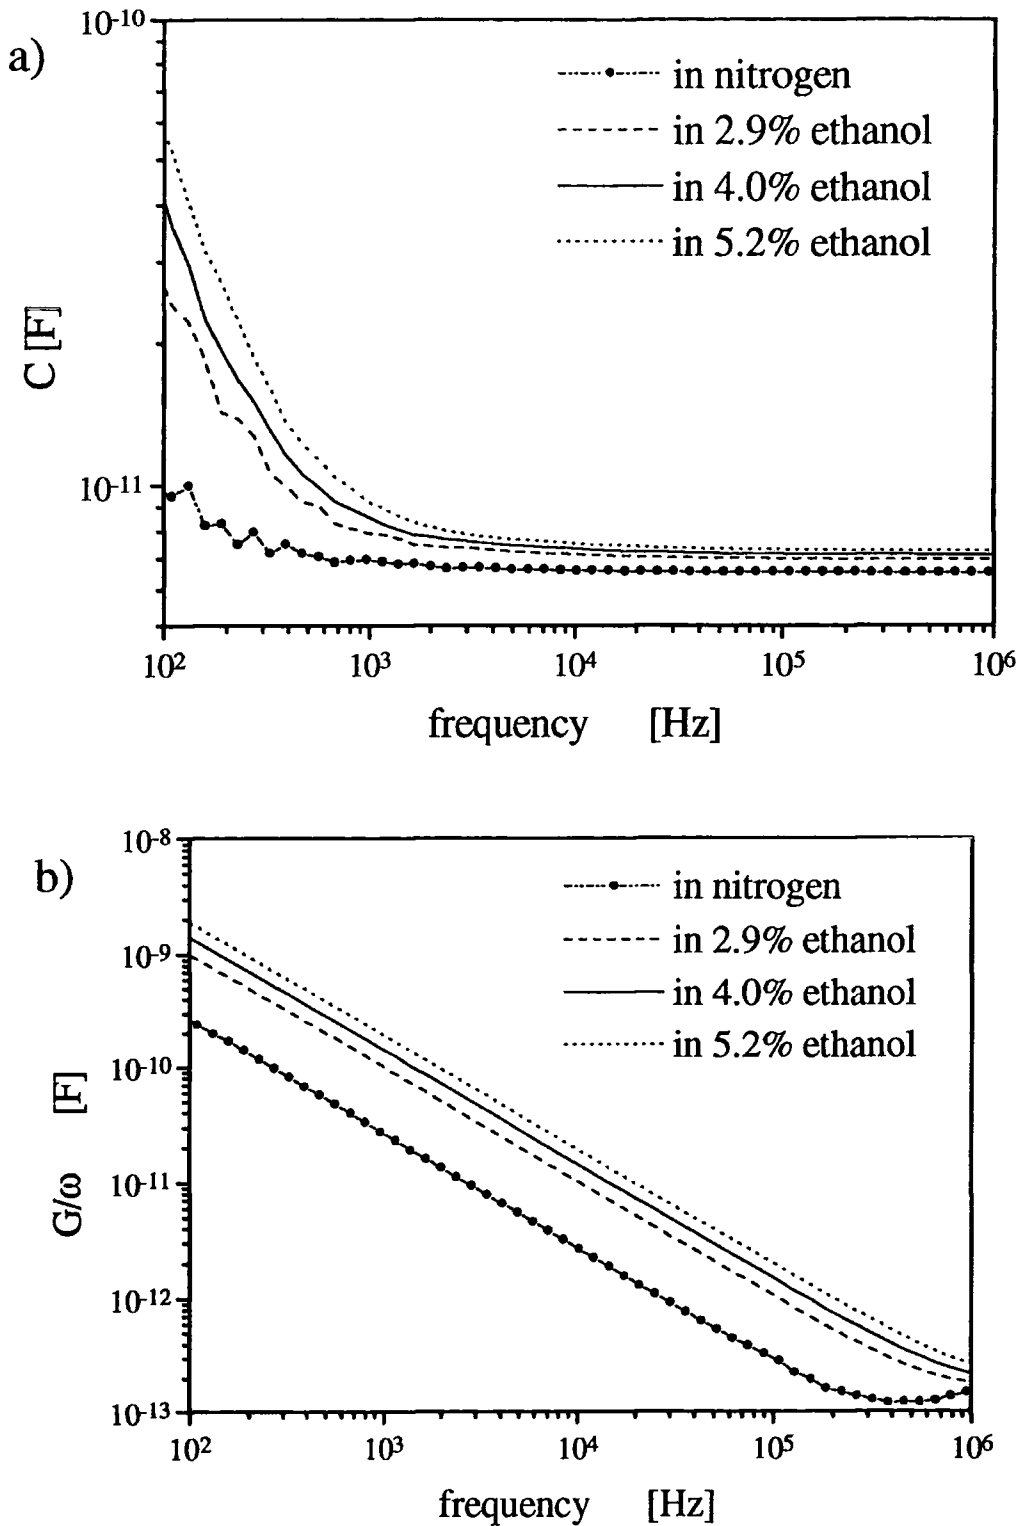 a)
10-10
in nitrogen
in 2.9% ethanol
in 4.0% ethanol
in 5.2% ethanol
C [F]
10-11
102 103 104 105 106
frequency [Hz]
b)
10-8
in nitrogen
in 2.9% ethanol
in 4.0% ethanol
in 5.2% ethanol
10-9
10-10
G/ω [F]
10-11
10-12
10-13
102 103 104 105 106
frequency [Hz]